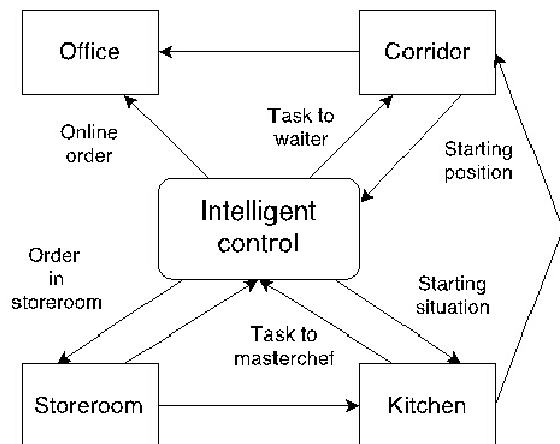 Office
Corridor
Online
order
Task to
waiter
Starting
position
Intelligent
control
Order
in
storeroom
Starting
situation
Task to
masterchef
Storeroom
Kitchen